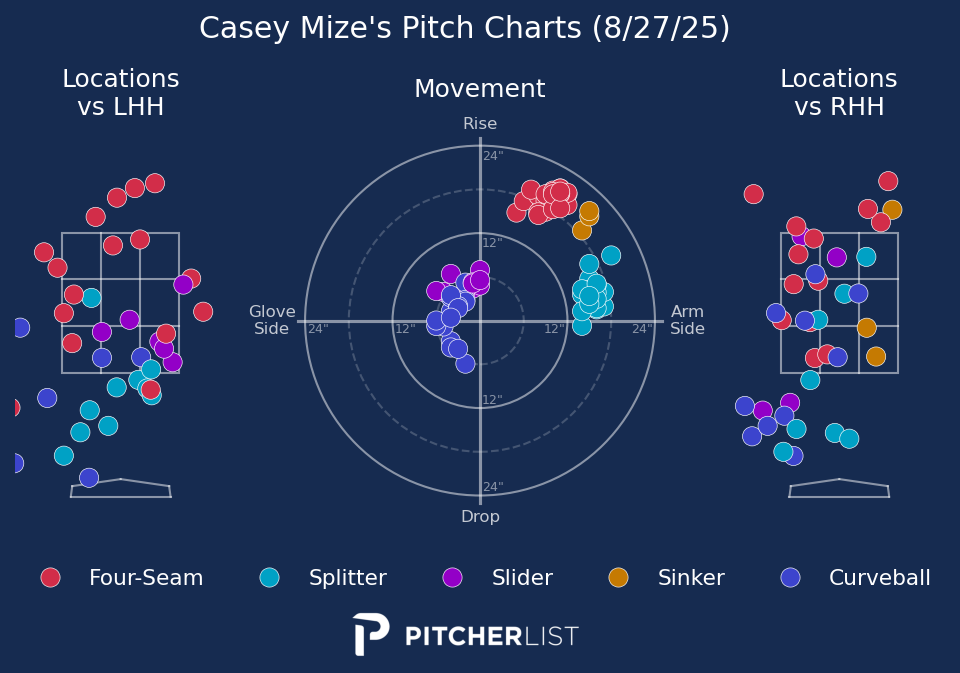 Casey Mize's Pitch Charts (8/27/25)
Locations
vs LHH
Movement
Locations
vs RHH
Rise
24"
12"
Glove
Side
24"
12"
12"
24"
Arm
Side
12"
24"
Drop
Four-Seam
Splitter
Slider
Sinker
Curveball
PITCHERLIST